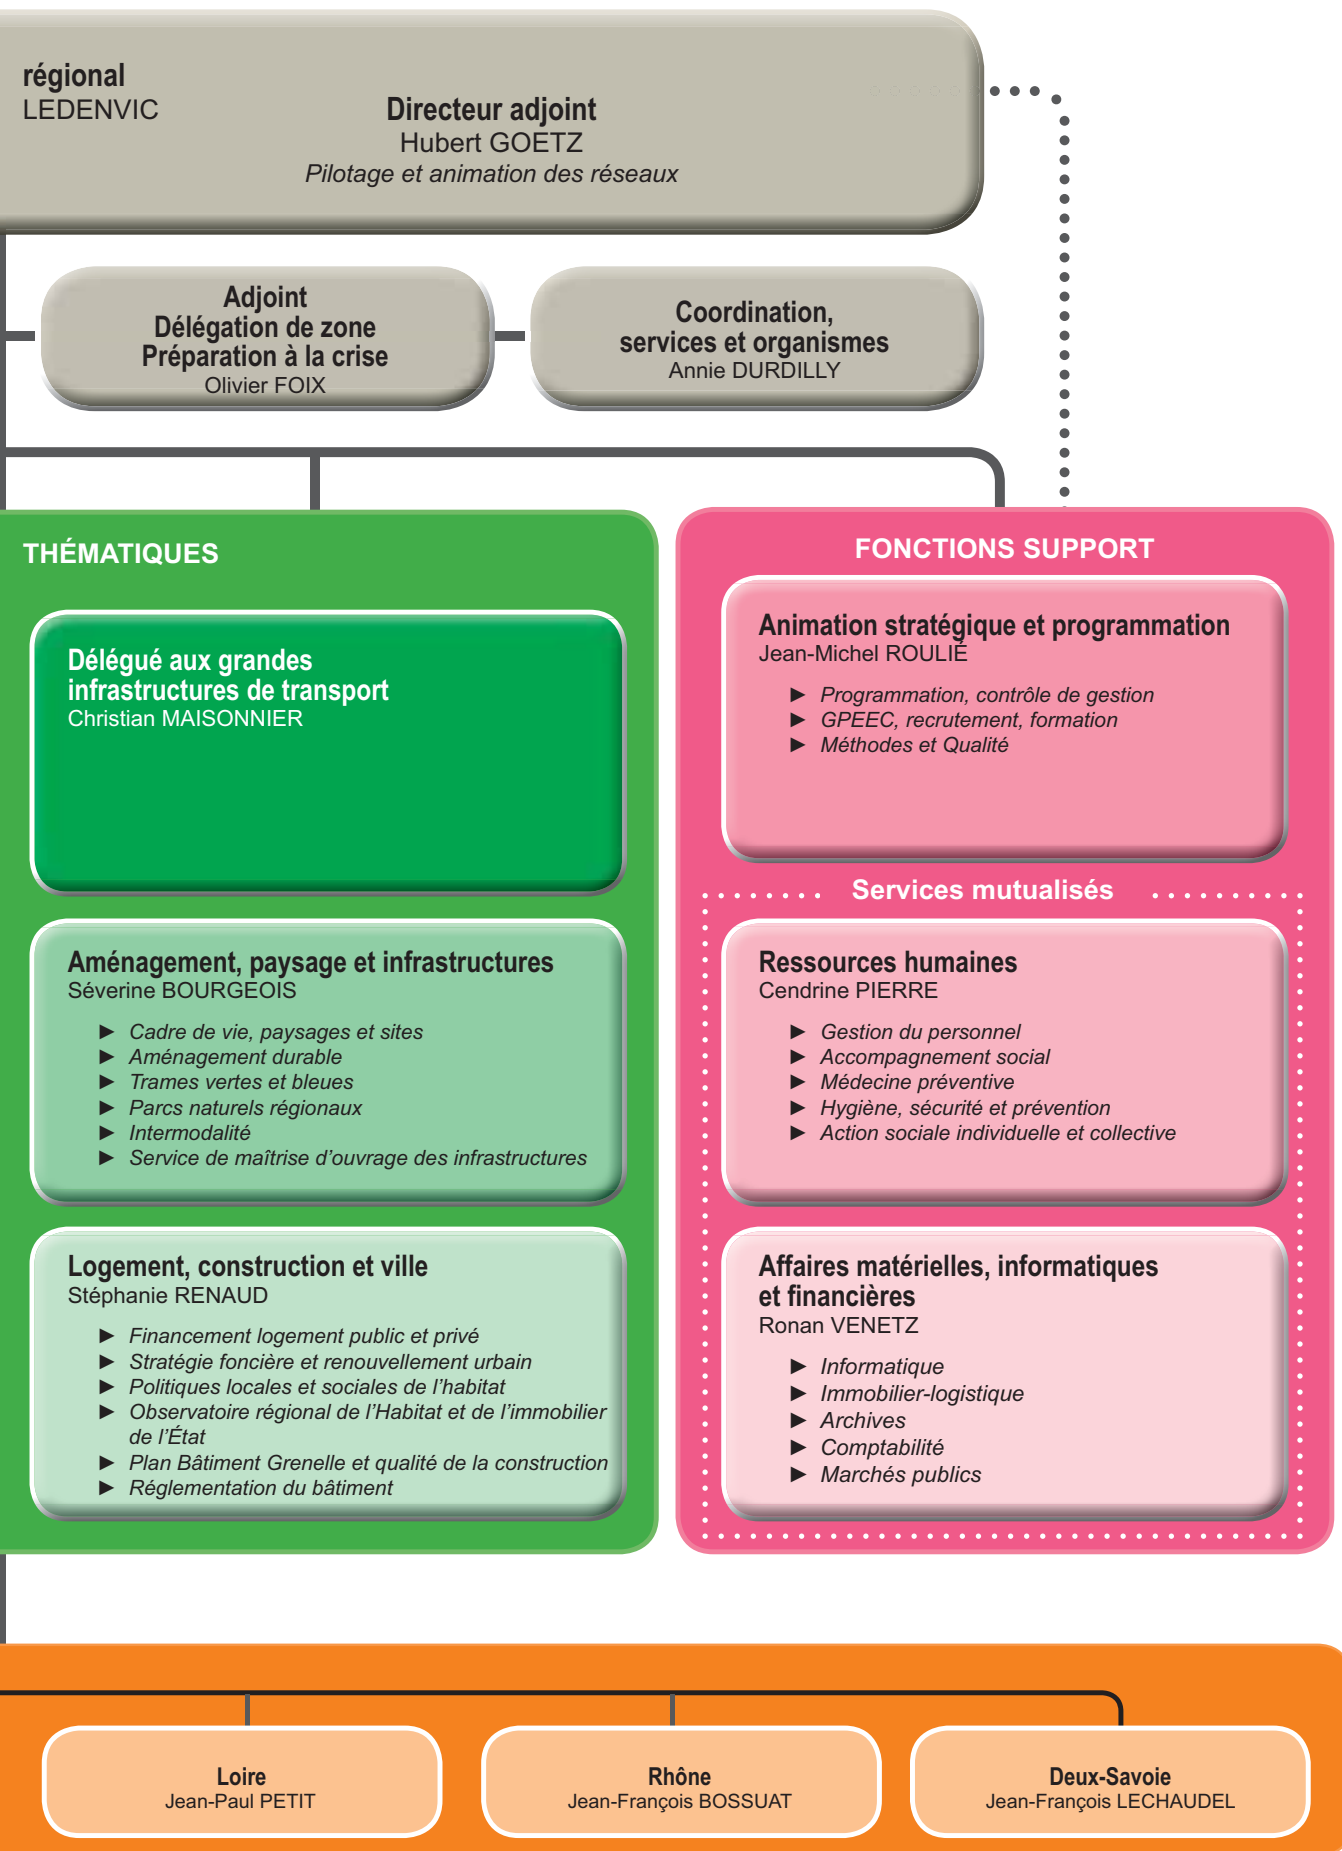 régional
LEDENVIC
Directeur adjoint
Hubert GOETZ
Pilotage et animation des réseaux
Adjoint
Délégation de zone
Préparation à la crise
Olivier FOIX
Coordination,
services et organismes
Annie DURDILLY
THÉMATIQUES
Délégué aux grandes
infrastructures de transport
Christian MAISONNIER
Aménagement, paysage et infrastructures
Séverine BOURGEOIS
► Cadre de vie, paysages et sites
► Aménagement durable
► Trames vertes et bleues
► Parcs naturels régionaux
► Intermodalité
► Service de maîtrise d’ouvrage des infrastructures
Logement, construction et ville
Stéphanie RENAUD
► Financement logement public et privé
► Stratégie foncière et renouvellement urbain
► Politiques locales et sociales de l’habitat
► Observatoire régional de l’Habitat et de l’immobilier
de l’État
► Plan Bâtiment Grenelle et qualité de la construction
► Réglementation du bâtiment
FONCTIONS SUPPORT
Animation stratégique et programmation
Jean-Michel ROULIÉ
► Programmation, contrôle de gestion
► GPEEC, recrutement, formation
► Méthodes et Qualité
Services mutualisés
Ressources humaines
Cendrine PIERRE
► Gestion du personnel
► Accompagnement social
► Médecine préventive
► Hygiène, sécurité et prévention
► Action sociale individuelle et collective
Affaires matérielles, informatiques
et financières
Ronan VENETZ
► Informatique
► Immobilier-logistique
► Archives
► Comptabilité
► Marchés publics
Loire
Jean-Paul PETIT
Rhône
Jean-François BOSSUAT
Deux-Savoie
Jean-François LECHAUDEL